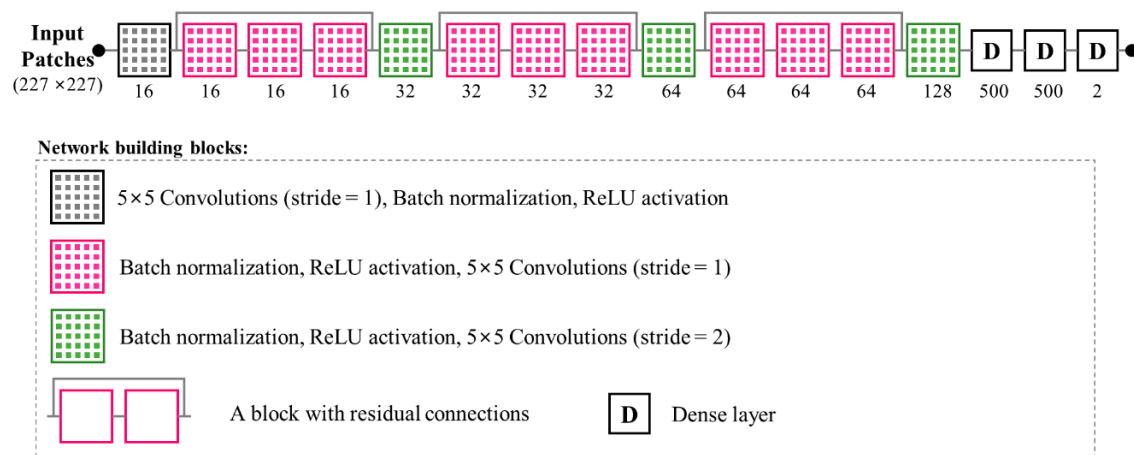 Input
Patches
(227 ×227)
D D D
16 16 16 16 32 32 32 32 64 64 64 64 128 500 500 2
Network building blocks:
5×5 Convolutions (stride = 1), Batch normalization, ReLU activation
Batch normalization, ReLU activation, 5×5 Convolutions (stride = 1)
Batch normalization, ReLU activation, 5×5 Convolutions (stride = 2)
A block with residual connections D Dense layer